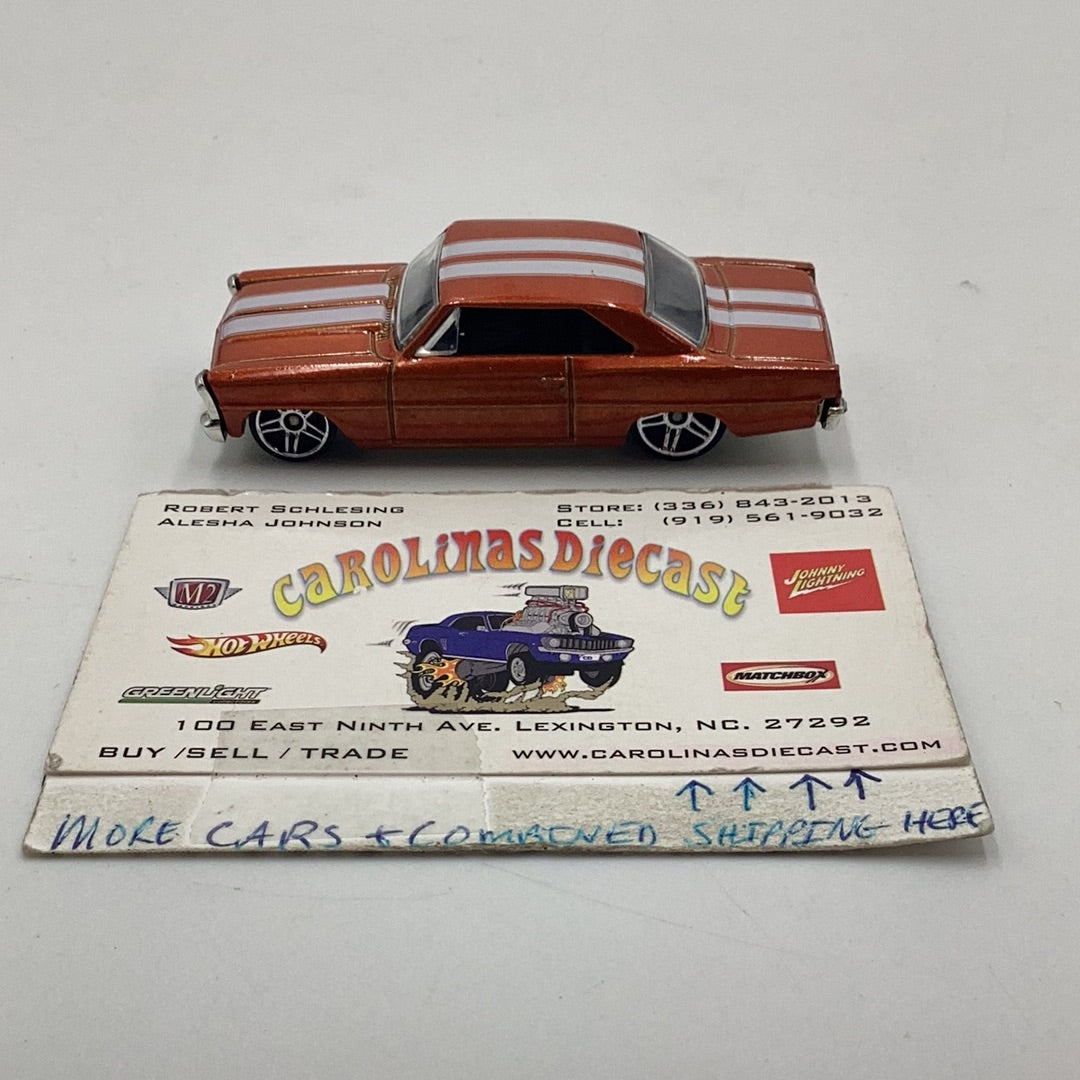 ROBERT SCHLESING
ALESHA JOHNSON
STORE: (336) 843-2013
CELL: (919) 561-9032
CAROLINAS DIECAST
M2
JOHNNY LIGHTNING
HOT WHEELS
MATCHBOX
GREENLIGHT
100 EAST NINTH AVE. LEXINGTON, NC. 27292
BUY /SELL / TRADE
WWW.CAROLINASDIECAST.COM
MORE CARS + COMBINED SHIPPING HERE